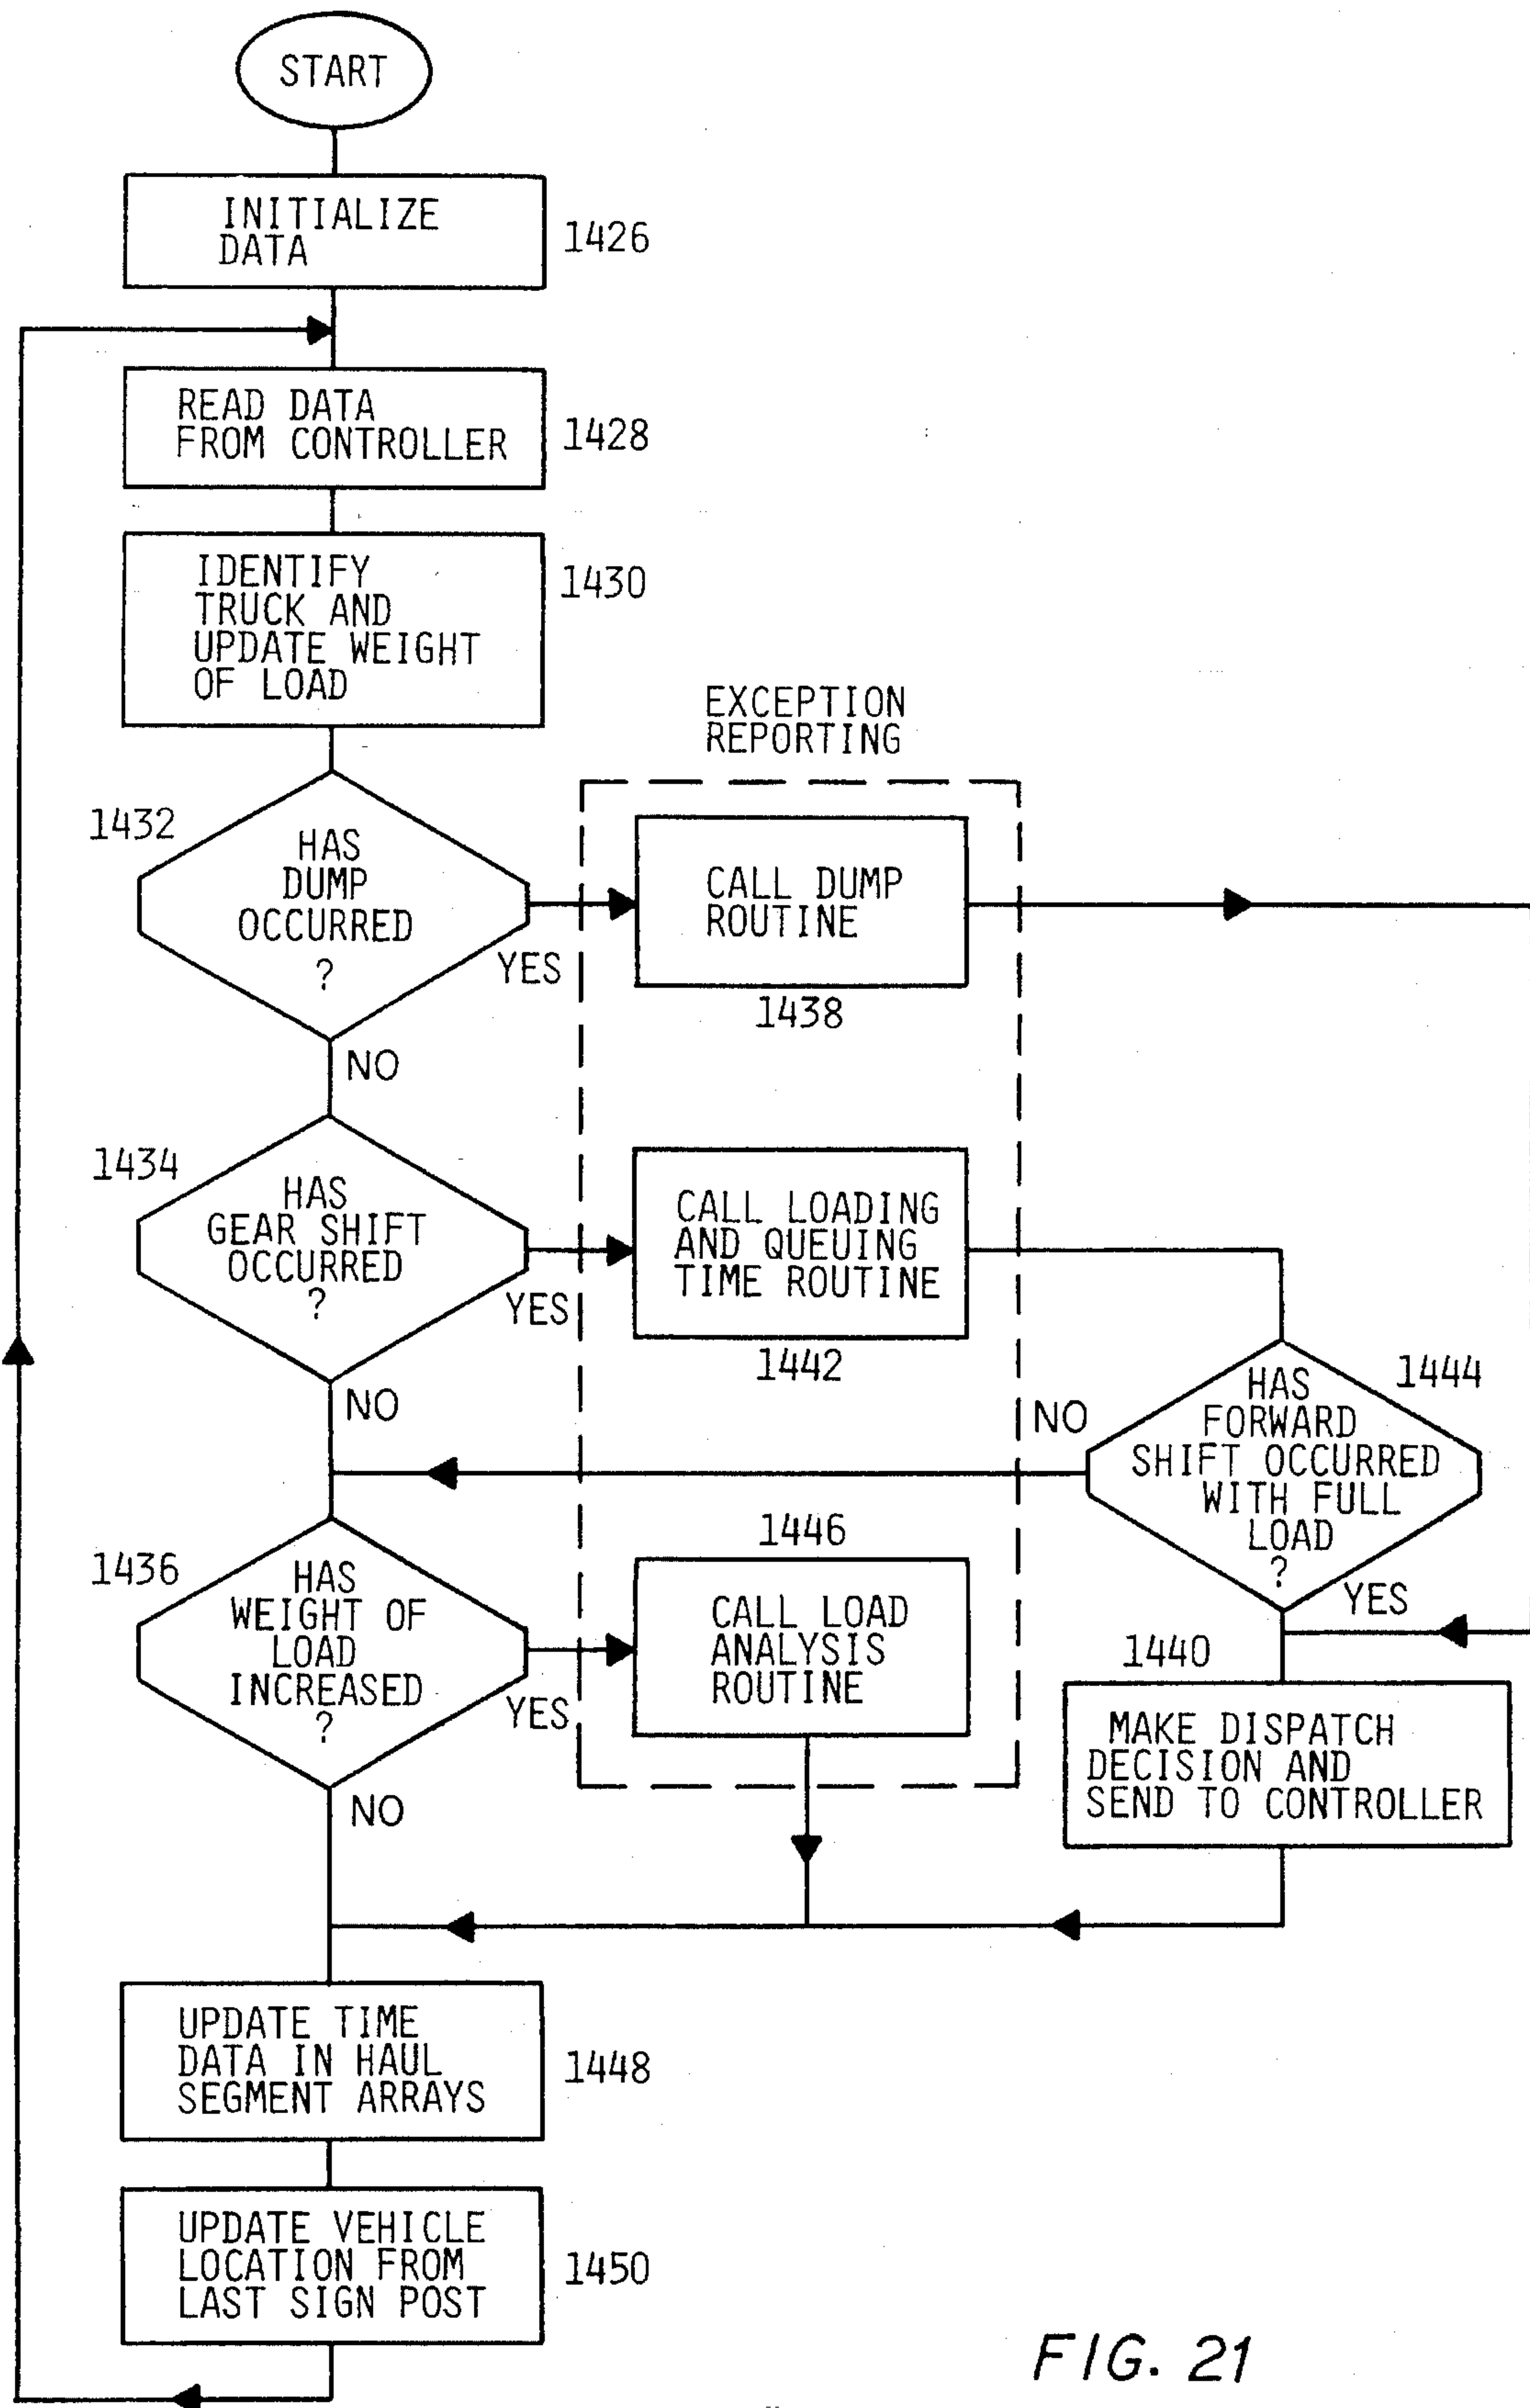 START
INITIALIZE
DATA
1426
READ DATA
FROM CONTROLLER
1428
IDENTIFY
TRUCK AND
UPDATE WEIGHT
OF LOAD
1430
EXCEPTION
REPORTING
1432
HAS
DUMP
OCCURRED
?
YES
NO
CALL DUMP
ROUTINE
1438
1434
HAS
GEAR SHIFT
OCCURRED
?
YES
NO
CALL LOADING
AND QUEUING
TIME ROUTINE
1442
1444
HAS
FORWARD
SHIFT OCCURRED
WITH FULL
LOAD
?
NO
YES
1436
HAS
WEIGHT OF
LOAD
INCREASED
?
YES
NO
1446
CALL LOAD
ANALYSIS
ROUTINE
1440
MAKE DISPATCH
DECISION AND
SEND TO CONTROLLER
UPDATE TIME
DATA IN HAUL
SEGMENT ARRAYS
1448
UPDATE VEHICLE
LOCATION FROM
LAST SIGN POST
1450
FIG. 21